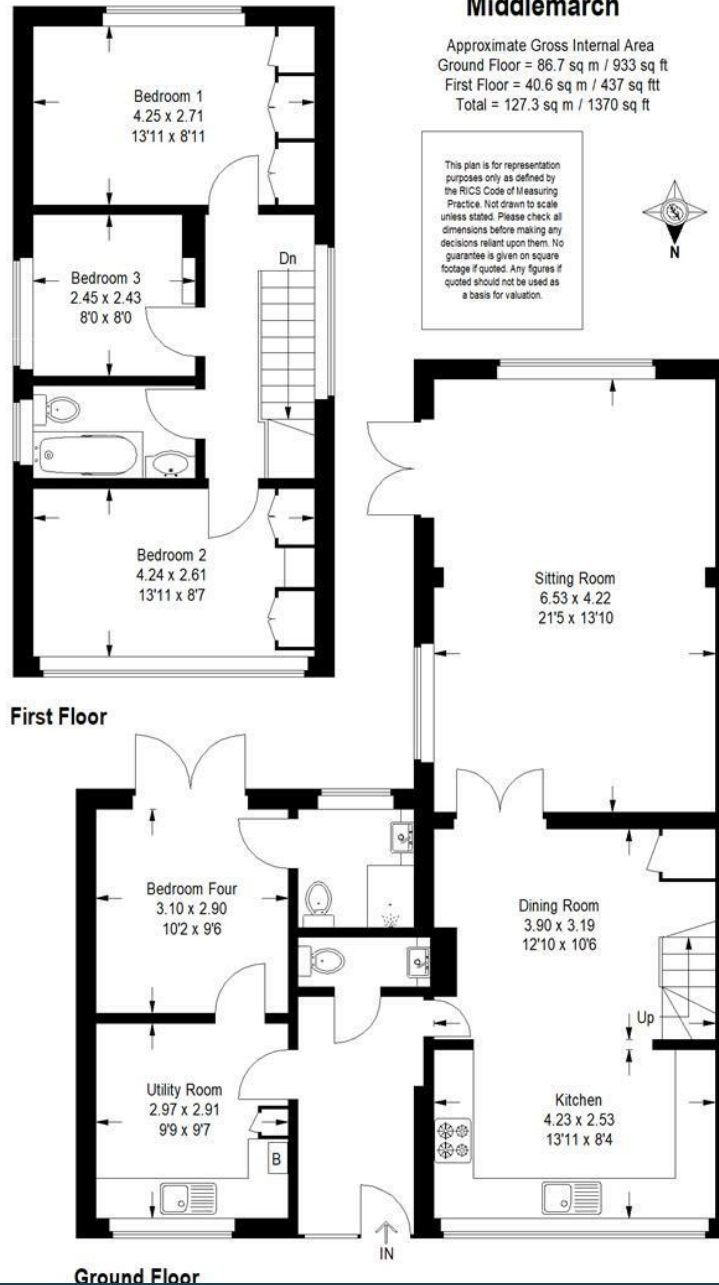 Middlemarch
Approximate Gross Internal Area
Ground Floor = 86.7 sq m / 933 sq ft
First Floor = 40.6 sq m / 437 sq ftt
Total = 127.3 sq m / 1370 sq ft
This plan is for representation
purposes only as defined by
the RICS Code of Measuring
Practice. Not drawn to scale
unless stated. Please check all
dimensions before making any
decisions reliant upon them. No
guarantee is given on square
footage if quoted. Any figures if
quoted should not be used as
a basis for valuation.
N
Bedroom 1
4.25 x 2.71
13'11 x 8'11
Dn
Bedroom 3
2.45 x 2.43
8'0 x 8'0
Bedroom 2
4.24 x 2.61
13'11 x 8'7
First Floor
Sitting Room
6.53 x 4.22
21'5 x 13'10
Bedroom Four
3.10 x 2.90
10'2 x 9'6
Dining Room
3.90 x 3.19
12'10 x 10'6
Up
Utility Room
2.97 x 2.91
9'9 x 9'7
B
Kitchen
4.23 x 2.53
13'11 x 8'4
IN
Ground Floor